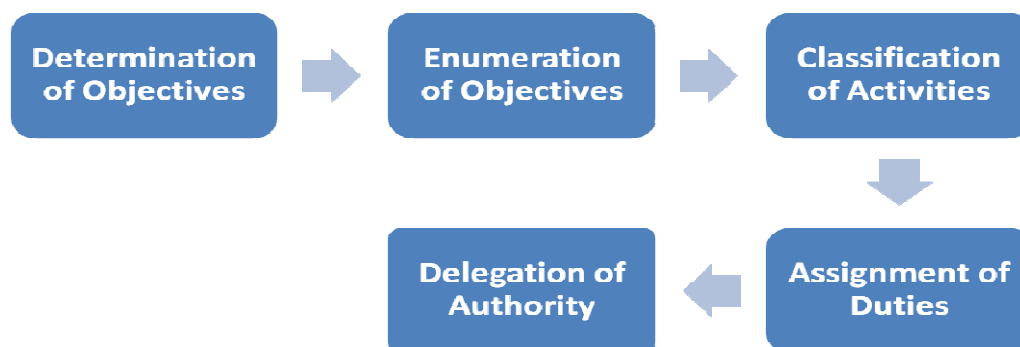 Determination
of Objectives
Enumeration
of Objectives
Classification
of Activities
Assignment of
Duties
Delegation of
Authority